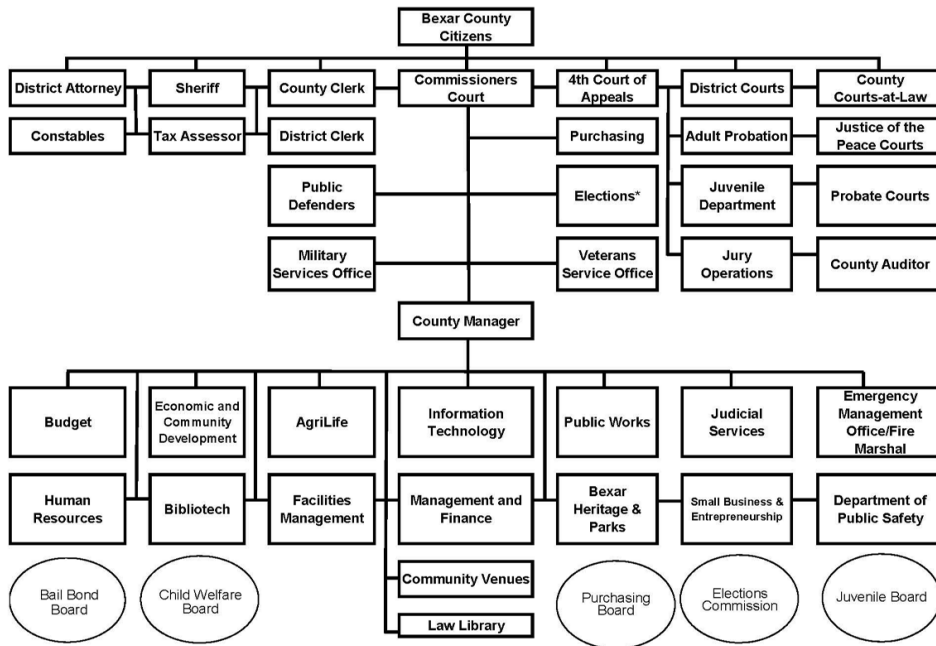 Bexar County
Citizens
District Attorney
Sheriff
County Clerk
Commissioners
Court
4th Court of
Appeals
District Courts
County
Courts-at-Law
Constables
Tax Assessor
District Clerk
Purchasing
Adult Probation
Justice of the
Peace Courts
Public
Defenders
Elections*
Juvenile
Department
Probate Courts
Military
Services Office
Veterans
Service Office
Jury
Operations
County Auditor
County Manager
Budget
Economic and
Community
Development
AgriLife
Information
Technology
Public Works
Judicial
Services
Emergency
Management
Office/Fire
Marshal
Human
Resources
Bibliotech
Facilities
Management
Management and
Finance
Bexar
Heritage &
Parks
Small Business &
Entrepreneurship
Department of
Public Safety
Bail Bond
Board
Child Welfare
Board
Community Venues
Law Library
Purchasing
Board
Elections
Commission
Juvenile Board